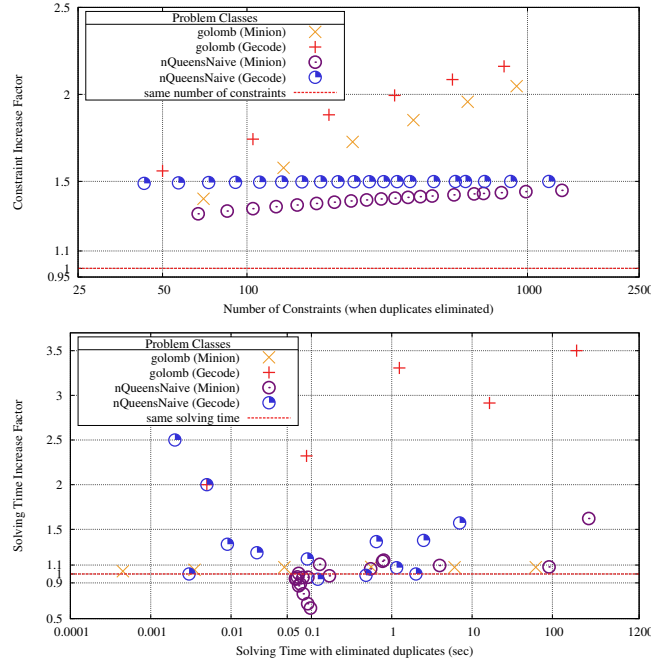 2.5
2
1.5
1.1
1
0.95
Constraint Increase Factor
Problem Classes
golomb (Minion)
golomb (Gecode)
nQueensNaive (Minion)
nQueensNaive (Gecode)
same number of constraints
25 50 100 1000 2500
Number of Constraints (when duplicates eliminated)
3.5
3
2.5
2
1.5
1.1
1
0.9
0.5
Solving Time Increase Factor
Problem Classes
golomb (Minion)
golomb (Gecode)
nQueensNaive (Minion)
nQueensNaive (Gecode)
same solving time
0.0001 0.001 0.01 0.05 0.1 1 10 100 1200
Solving Time with eliminated duplicates (sec)